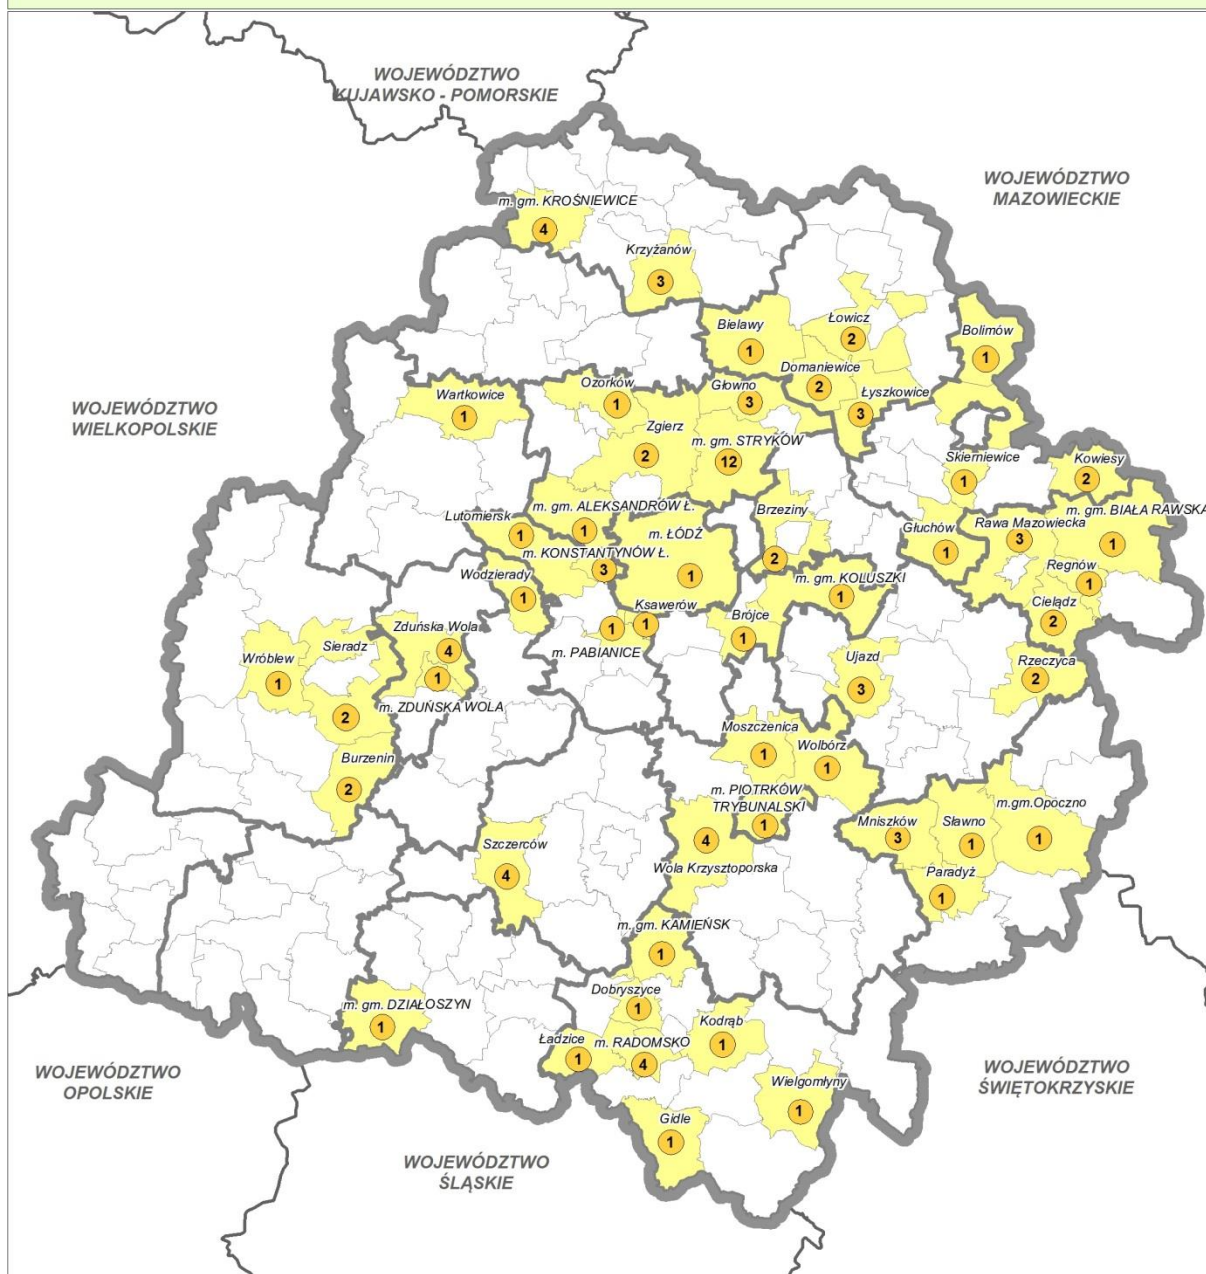 WOJEWÓDZTWO
KUJAWSKO - POMORSKIE
WOJEWÓDZTWO
MAZOWIECKIE
m. gm. KROŚNIEWICE
4
Krzyżanów
3
Bielawy
1
Łowicz
2
Bolimów
1
Domaniewice
2
Łyszkowice
3
WOJEWÓDZTWO
WIELKOPOLSKIE
Wartkowice
1
Ozorków
1
Głowno
3
Zgierz
2
m. gm. STRYKÓW
12
Skierniewice
1
Kowiesy
2
m. gm. BIAŁA RAWSKA
1
Lutomiersk
1
m. gm. ALEKSANDRÓW Ł.
1
Brzeziny
2
Głuchów
1
Rawa Mazowiecka
3
m. ŁÓDŹ
1
m. KONSTANTYNÓW Ł.
3
Regnów
1
Wodzierady
1
m. gm. KOLUSZKI
1
Cielądz
2
Ksawerów
1
Brójce
1
1
m. PABIANICE
Zduńska Wola
4
Sieradz
2
Wróblew
1
1
m. ZDUŃSKA WOLA
Ujazd
3
Rzeczyca
2
Moszczenica
1
Wolbórz
1
Burzenin
2
m. PIOTRKÓW
TRYBUNALSKI
1
m.gm.Opoczno
1
Mniszków
3
Sławno
1
Szczerców
4
4
Wola Krzysztoporska
Paradyż
1
m. gm. KAMIEŃSK
1
m. gm. DZIAŁOSZYN
1
Dobryszyce
1
Kodrąb
1
Ładzice
1
m. RADOMSKO
4
WOJEWÓDZTWO
OPOLSKIE
Wielgomłyny
1
WOJEWÓDZTWO
ŚWIĘTOKRZYSKIE
Gidle
1
WOJEWÓDZTWO
ŚLĄSKIE